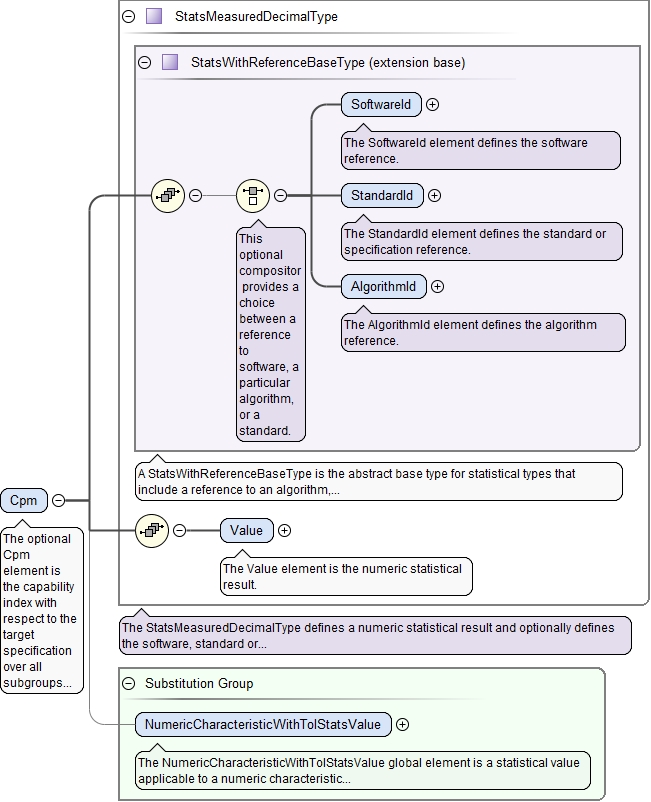 StatsMeasuredDecimalType
StatsWithReferenceBaseType (extension base)
SoftwareId
The SoftwareId element defines the software
reference.
StandardId
The StandardId element defines the standard or
specification reference.
AlgorithmId
The AlgorithmId element defines the algorithm
reference.
This
optional
compositor
provides a
choice
between a
reference
to
software, a
particular
algorithm,
or a
standard.
A StatsWithReferenceBaseType is the abstract base type for statistical types that
include a reference to an algorithm,...
Cpm
The optional
Cpm
element is
the capability
index with
respect to the
target
specification
over all
subgroups...
Value
The Value element is the numeric statistical
result.
The StatsMeasuredDecimalType defines a numeric statistical result and optionally defines
the software, standard or...
Substitution Group
NumericCharacteristicWithTolStatsValue
The NumericCharacteristicWithTolStatsValue global element is a statistical value
applicable to a numeric characteristic...